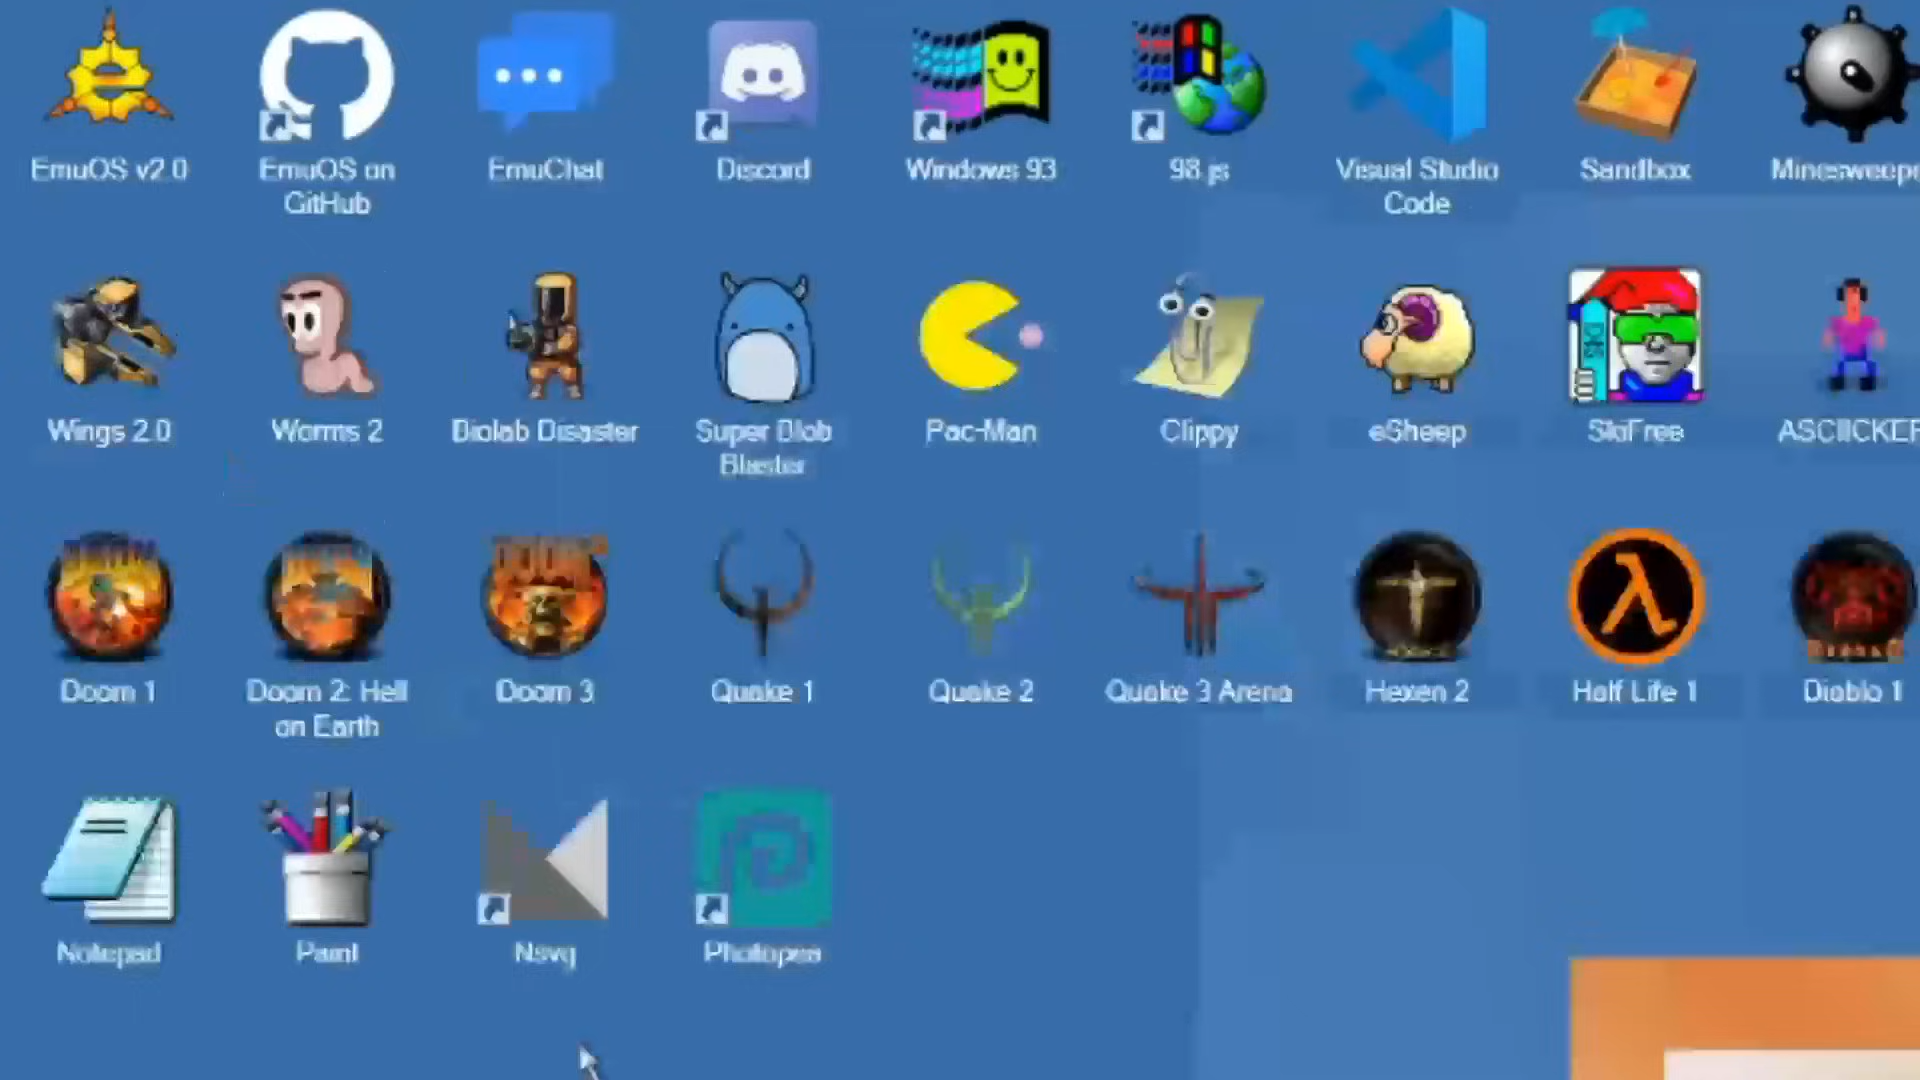 EmuOS v2.0
EmuOS on
GitHub
EmuChat
Discord
Windows 93
98.js
Visual Studio
Code
Sandbox
Minesweepe
Wings 2.0
Worms 2
Biolab Disaster
Super Blob
Blaster
Pac-Man
Clippy
eSheep
SkiFree
ASCIICKER
Doom 1
Doom 2: Hell
on Earth
Doom 3
Quake 1
Quake 2
Quake 3 Arena
Hexen 2
Half Life 1
Diablo 1
Notepad
Paint
Nsvg
Photopea